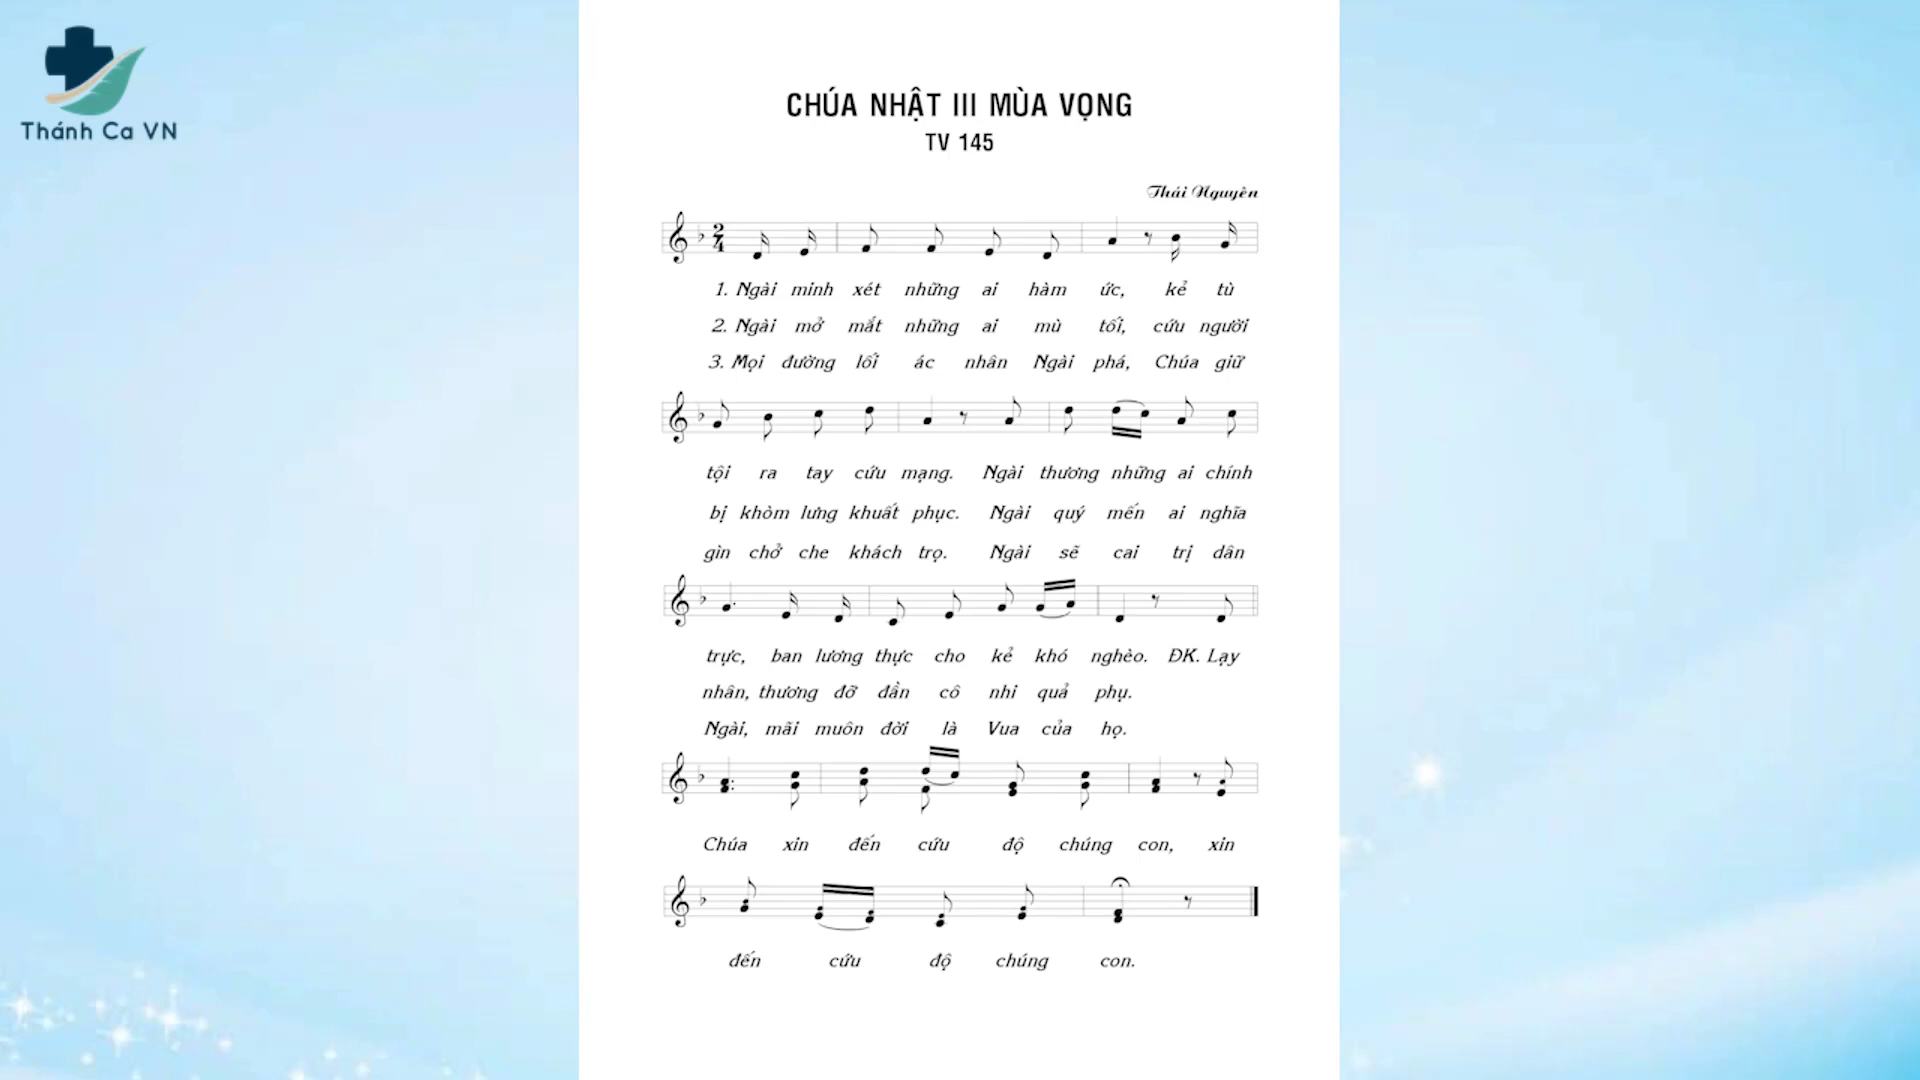 Thánh Ca VN
CHÚA NHẬT III MÙA VỌNG
TV 145
Thái Nguyên
1. Ngài minh xét những ai hàm ức, kẻ tù
2. Ngài mở mắt những ai mù tối, cứu người
3. Mọi đường lối ác nhân Ngài phá, Chúa giữ
tội ra tay cứu mạng. Ngài thương những ai chính
bị khòm lưng khuất phục. Ngài quý mến ai nghĩa
gìn chở che khách trọ. Ngài sẽ cai trị dân
trực, ban lương thực cho kẻ khó nghèo. ĐK. Lạy
nhân, thương đỡ đần cô nhi quả phụ.
Ngài, mãi muôn đời là Vua của họ.
Chúa xin đến cứu độ chúng con, xin
đến cứu độ chúng con.